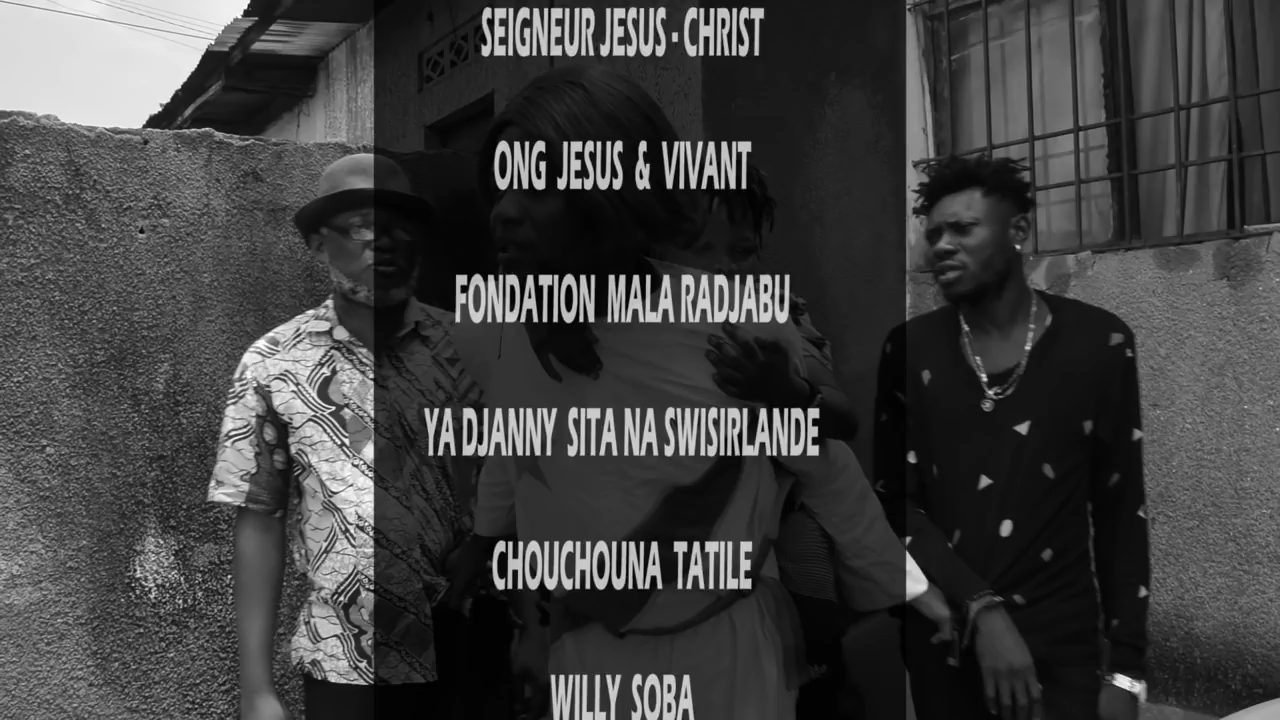 SEIGNEUR JESUS - CHRIST
ONG JESUS & VIVANT
FONDATION MALA RADJABU
YA DJANNY SITA NA SWISIRLANDE
CHOUCHOUNA TATILE
WILLY SOBA